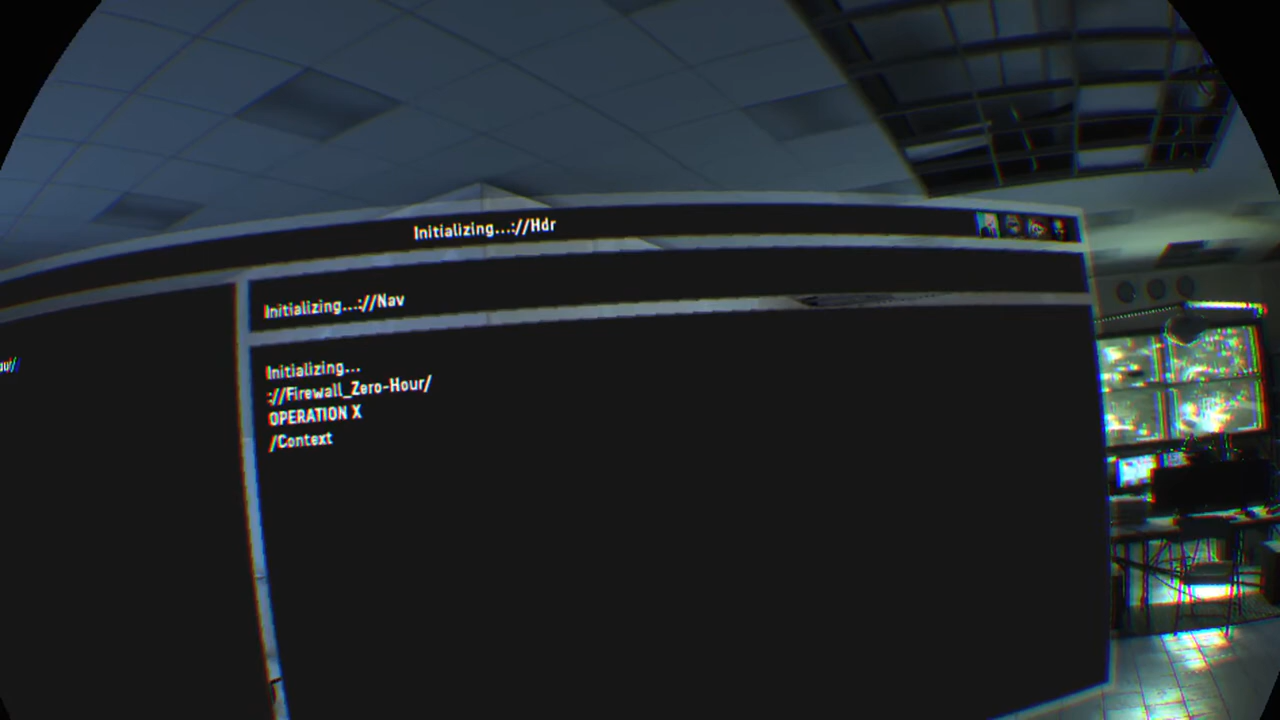 Initializing...://Hdr
Initializing...://Nav
Initializing...
://Firewall_Zero-Hour/
OPERATION X
/Context